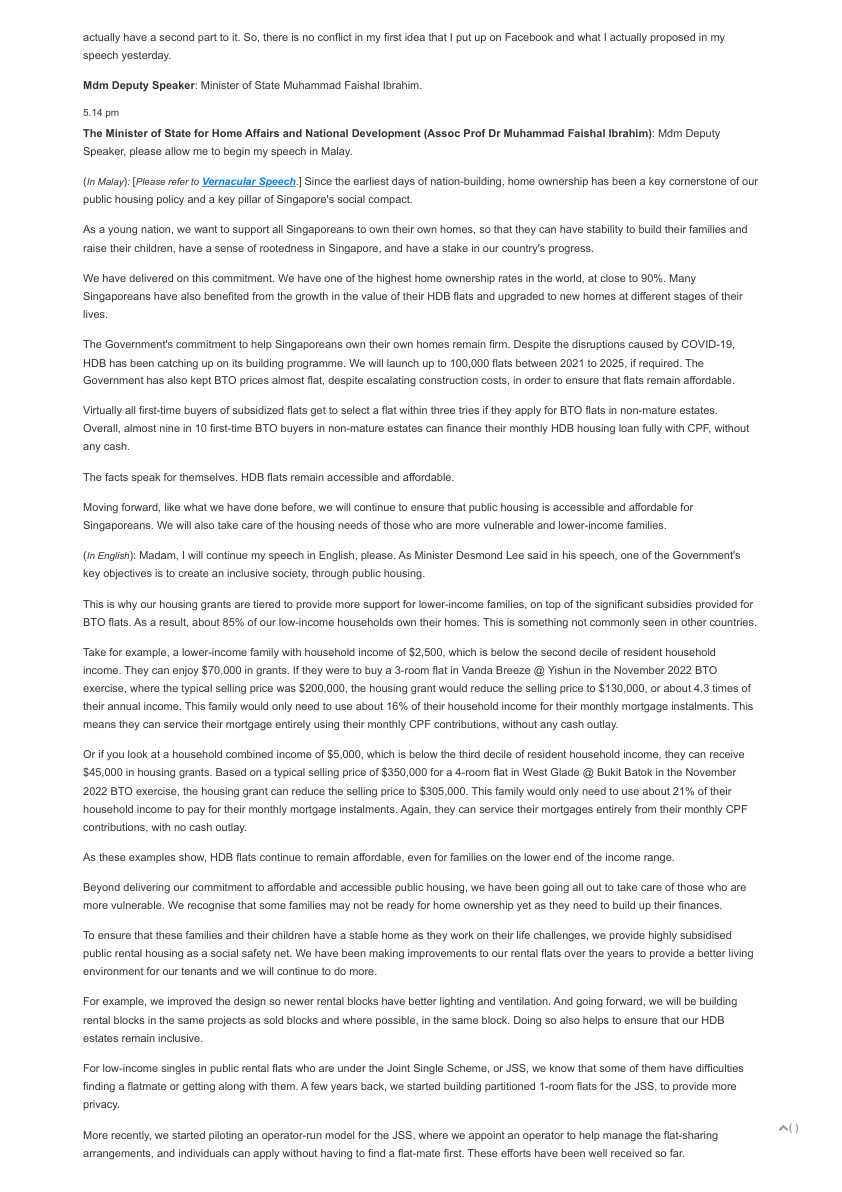 actually have a second part to it. So, there is no conflict in my first idea that I put up on Facebook and what I actually proposed in my
speech yesterday.
Mdm Deputy Speaker: Minister of State Muhammad Faishal Ibrahim.
5.14 pm
The Minister of State for Home Affairs and National Development (Assoc Prof Dr Muhammad Faishal Ibrahim): Mdm Deputy
Speaker, please allow me to begin my speech in Malay.
(In Malay): [Please refer to Vernacular Speech.] Since the earliest days of nation-building, home ownership has been a key cornerstone of our
public housing policy and a key pillar of Singapore's social compact.
As a young nation, we want to support all Singaporeans to own their own homes, so that they can have stability to build their families and
raise their children, have a sense of rootedness in Singapore, and have a stake in our country's progress.
We have delivered on this commitment. We have one of the highest home ownership rates in the world, at close to 90%. Many
Singaporeans have also benefited from the growth in the value of their HDB flats and upgraded to new homes at different stages of their
lives.
The Government's commitment to help Singaporeans own their own homes remain firm. Despite the disruptions caused by COVID-19,
HDB has been catching up on its building programme. We will launch up to 100,000 flats between 2021 to 2025, if required. The
Government has also kept BTO prices almost flat, despite escalating construction costs, in order to ensure that flats remain affordable.
Virtually all first-time buyers of subsidized flats get to select a flat within three tries if they apply for BTO flats in non-mature estates.
Overall, almost nine in 10 first-time BTO buyers in non-mature estates can finance their monthly HDB housing loan fully with CPF, without
any cash.
The facts speak for themselves. HDB flats remain accessible and affordable.
Moving forward, like what we have done before, we will continue to ensure that public housing is accessible and affordable for
Singaporeans. We will also take care of the housing needs of those who are more vulnerable and lower-income families.
(In English): Madam, I will continue my speech in English, please. As Minister Desmond Lee said in his speech, one of the Government's
key objectives is to create an inclusive society, through public housing.
This is why our housing grants are tiered to provide more support for lower-income families, on top of the significant subsidies provided for
BTO flats. As a result, about 85% of our low-income households own their homes. This is something not commonly seen in other countries.
Take for example, a lower-income family with household income of $2,500, which is below the second decile of resident household
income. They can enjoy $70,000 in grants. If they were to buy a 3-room flat in Vanda Breeze @ Yishun in the November 2022 BTO
exercise, where the typical selling price was $200,000, the housing grant would reduce the selling price to $130,000, or about 4.3 times of
their annual income. This family would only need to use about 16% of their household income for their monthly mortgage instalments. This
means they can service their mortgage entirely using their monthly CPF contributions, without any cash outlay.
Or if you look at a household combined income of $5,000, which is below the third decile of resident household income, they can receive
$45,000 in housing grants. Based on a typical selling price of $350,000 for a 4-room flat in West Glade @ Bukit Batok in the November
2022 BTO exercise, the housing grant can reduce the selling price to $305,000. This family would only need to use about 21% of their
household income to pay for their monthly mortgage instalments. Again, they can service their mortgages entirely from their monthly CPF
contributions, with no cash outlay.
As these examples show, HDB flats continue to remain affordable, even for families on the lower end of the income range.
Beyond delivering our commitment to affordable and accessible public housing, we have been going all out to take care of those who are
more vulnerable. We recognise that some families may not be ready for home ownership yet as they need to build up their finances.
To ensure that these families and their children have a stable home as they work on their life challenges, we provide highly subsidised
public rental housing as a social safety net. We have been making improvements to our rental flats over the years to provide a better living
environment for our tenants and we will continue to do more.
For example, we improved the design so newer rental blocks have better lighting and ventilation. And going forward, we will be building
rental blocks in the same projects as sold blocks and where possible, in the same block. Doing so also helps to ensure that our HDB
estates remain inclusive.
For low-income singles in public rental flats who are under the Joint Single Scheme, or JSS, we know that some of them have difficulties
finding a flatmate or getting along with them. A few years back, we started building partitioned 1-room flats for the JSS, to provide more
privacy.
More recently, we started piloting an operator-run model for the JSS, where we appoint an operator to help manage the flat-sharing
arrangements, and individuals can apply without having to find a flat-mate first. These efforts have been well received so far.
( )